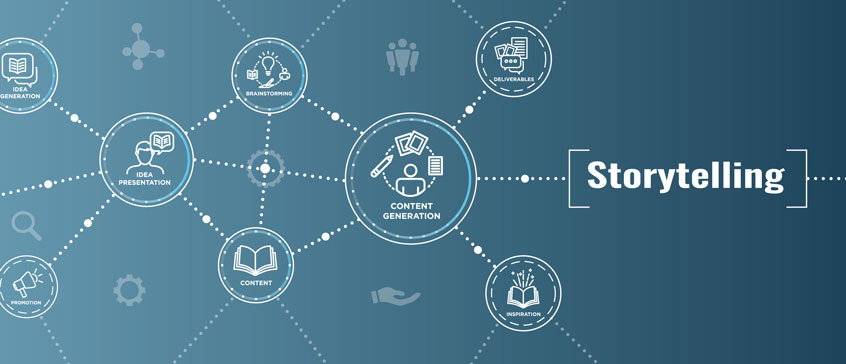 IDEA
GENERATION
BRAINSTORMING
DELIVERABLES
IDEA
PRESENTATION
Storytelling
CONTENT
GENERATION
CONTENT
PROMOTION
INSPIRATION